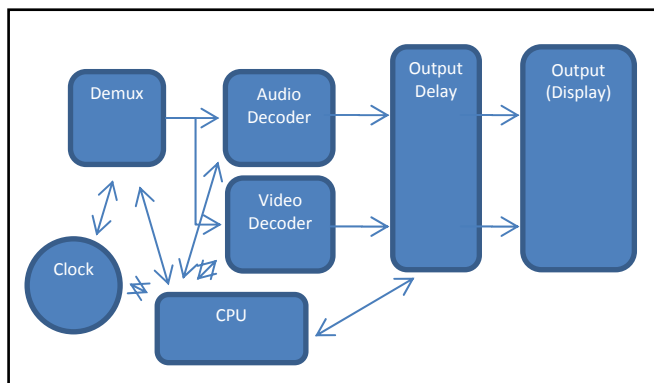 Demux
Audio
Decoder
Output
Delay
Output
(Display)
Video
Decoder
Clock
CPU